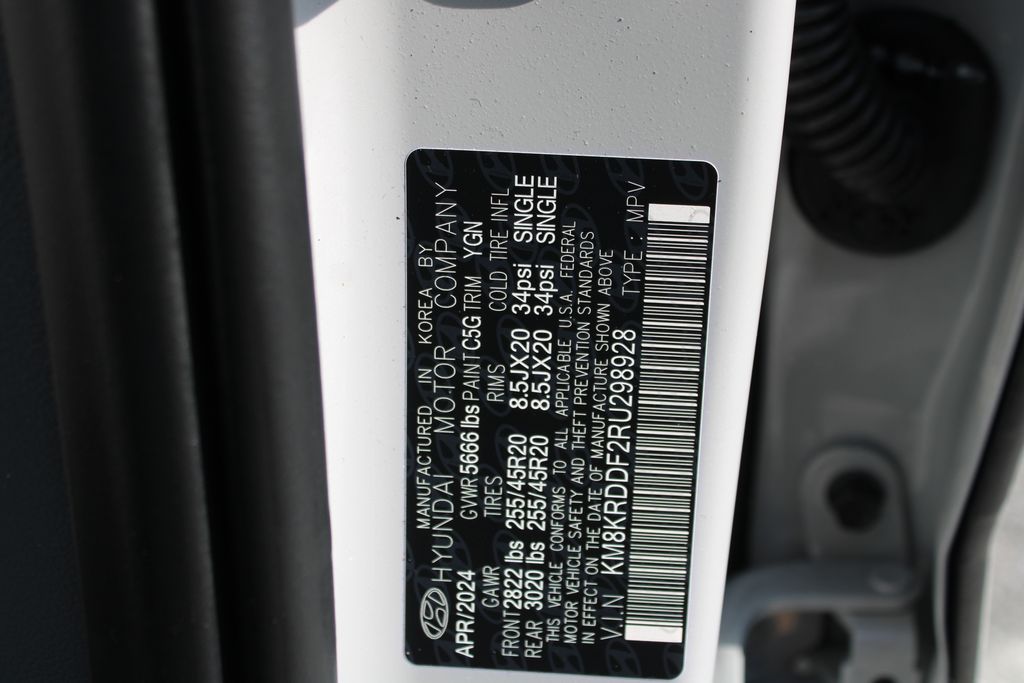 MANUFACTURED IN KOREA BY
HYUNDAI MOTOR COMPANY
APR/2024 GVWR 5666 lbs PAINT C5G TRIM YGN
GAWR TIRES RIMS COLD TIRE INFL
FRONT 2822 lbs 255/45R20 8.5JX20 34psi SINGLE
REAR 3020 lbs 255/45R20 8.5JX20 34psi SINGLE
THIS VEHICLE CONFORMS TO ALL APPLICABLE U.S.A. FEDERAL
MOTOR VEHICLE SAFETY AND THEFT PREVENTION STANDARDS
IN EFFECT ON THE DATE OF MANUFACTURE SHOWN ABOVE
V.I.N KM8KRDDF2RU298928 TYPE : MPV